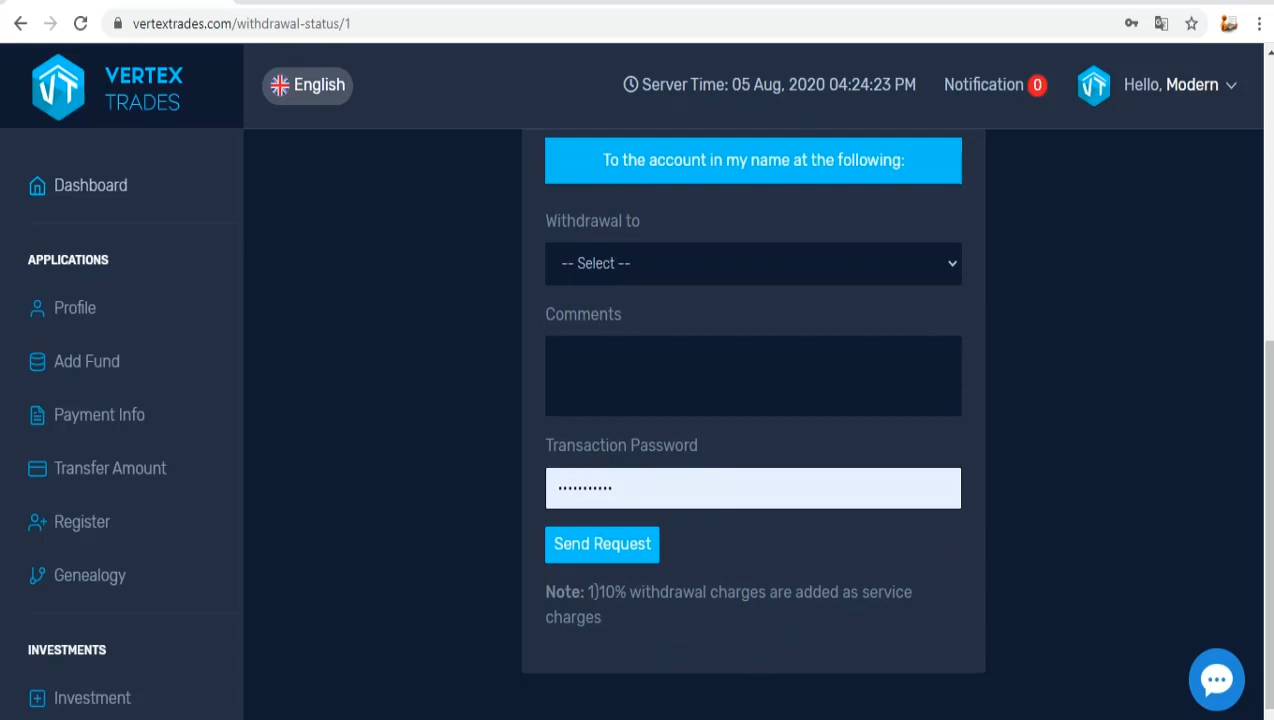 vertextrades.com/withdrawal-status/1
VERTEX
TRADES
English
Server Time: 05 Aug, 2020 04:24:23 PM
Notification 0
Hello, Modern
Dashboard
APPLICATIONS
Profile
Add Fund
Payment Info
Transfer Amount
Register
Genealogy
INVESTMENTS
Investment
To the account in my name at the following:
Withdrawal to
-- Select --
Comments
Transaction Password
•••••••••••
Send Request
Note: 1)10% withdrawal charges are added as service
charges